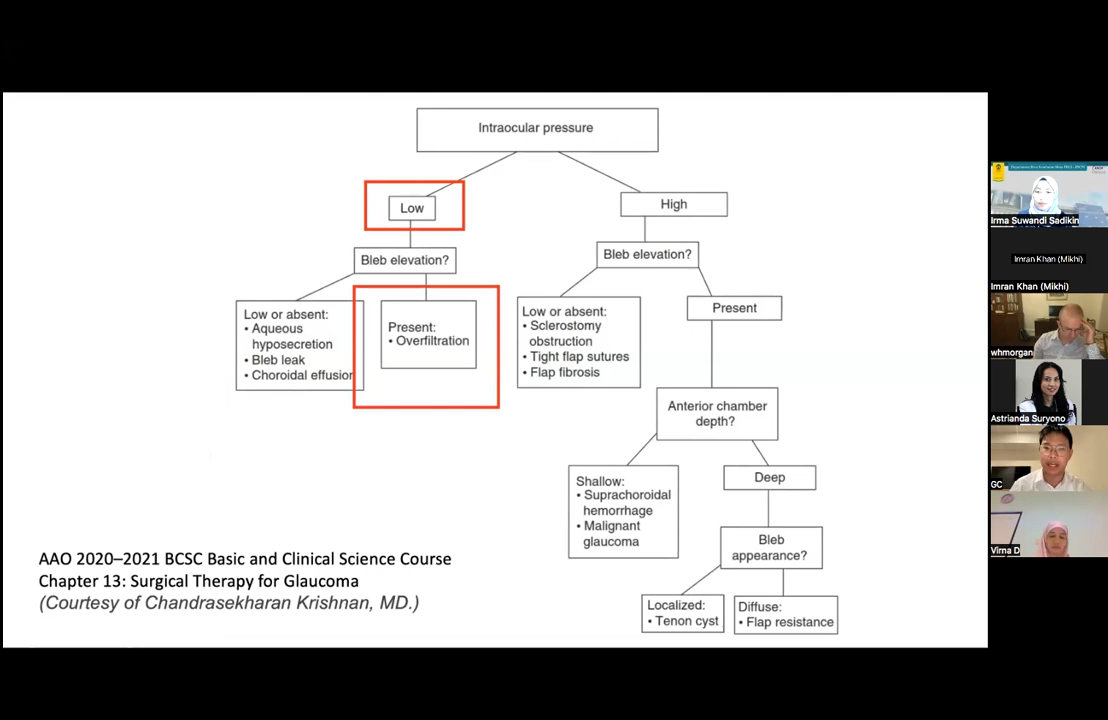 Intraocular pressure
Low
High
Bleb elevation?
Bleb elevation?
Low or absent:
• Aqueous
hyposecretion
• Bleb leak
• Choroidal effusion
Present:
• Overfiltration
Low or absent:
• Sclerostomy
obstruction
• Tight flap sutures
• Flap fibrosis
Present
Anterior chamber
depth?
Shallow:
• Suprachoroidal
hemorrhage
• Malignant
glaucoma
Deep
Bleb
appearance?
Localized:
• Tenon cyst
Diffuse:
• Flap resistance
AAO 2020–2021 BCSC Basic and Clinical Science Course
Chapter 13: Surgical Therapy for Glaucoma
(Courtesy of Chandrasekharan Krishnan, MD.)
Irma Suwandi Sadikin
Imran Khan (Mikhi)
Imran Khan (Mikhi)
whmorgan
Astrianda Suryono
GC
Virna D